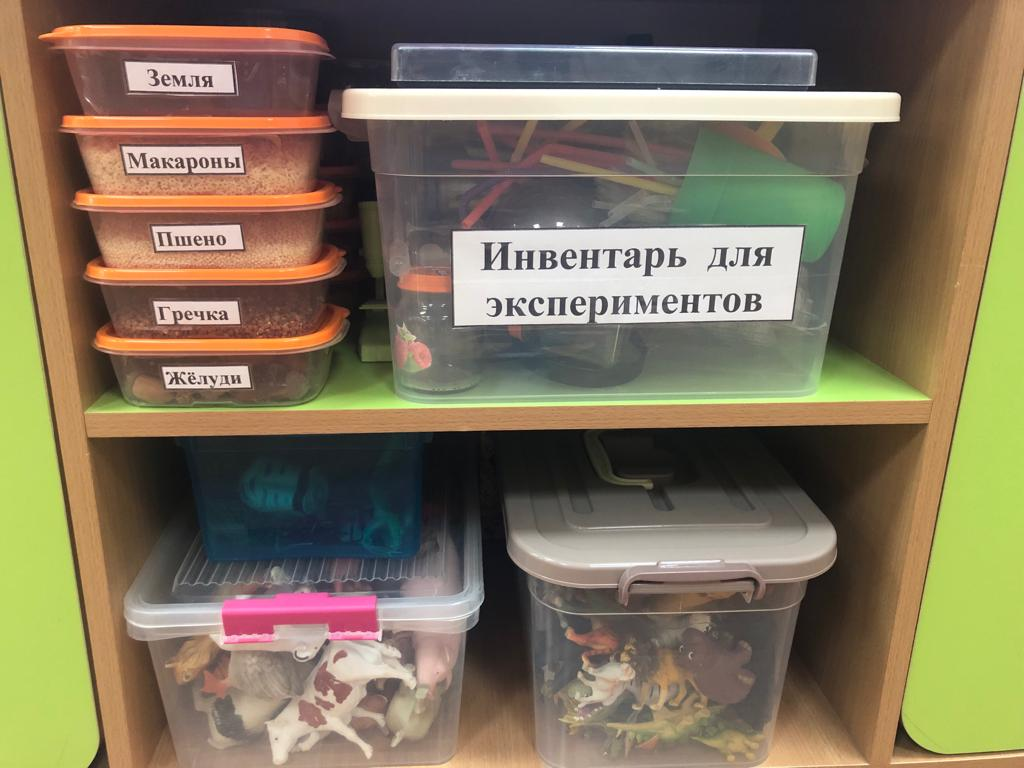 Земля
Макароны
Пшено
Гречка
Жёлуди
Инвентарь для
экспериментов